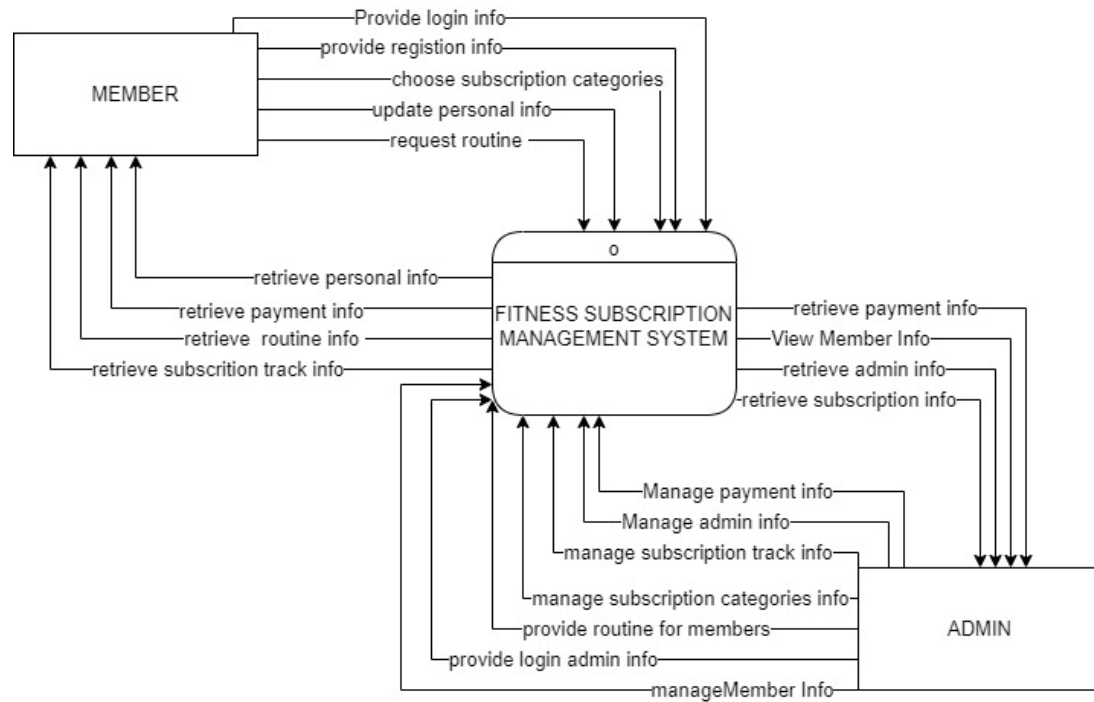 Provide login info
provide registion info
MEMBER
choose subscription categories
update personal info
request routine
o
retrieve personal info
retrieve payment info
FITNESS SUBSCRIPTION
MANAGEMENT SYSTEM
retrieve payment info
retrieve routine info
View Member Info
retrieve subscrition track info
retrieve admin info
retrieve subscription info
Manage payment info
Manage admin info
manage subscription track info
manage subscription categories info
provide routine for members
ADMIN
provide login admin info
manageMember Info